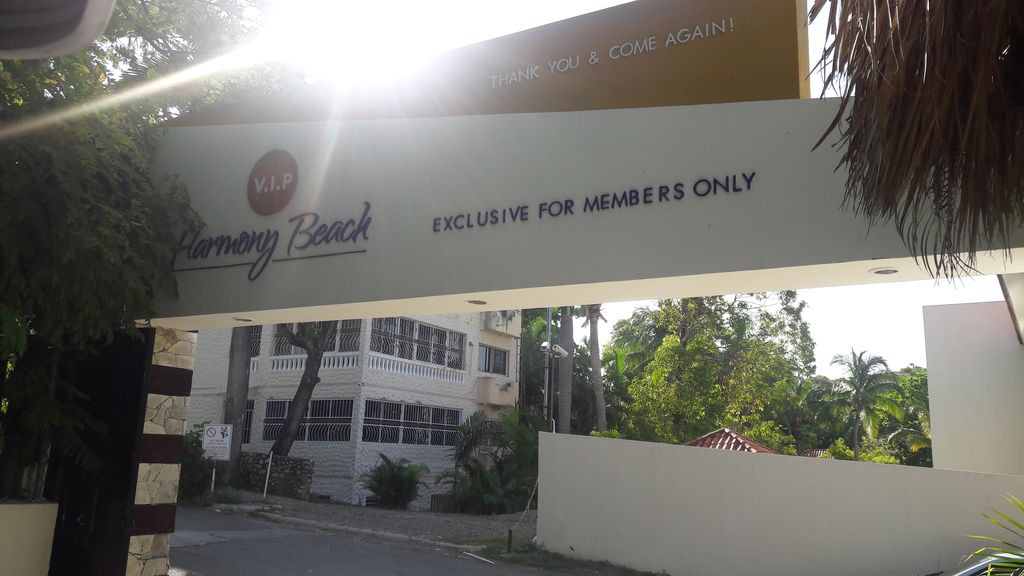 THANK YOU & COME AGAIN!
V.I.P
Harmony Beach
EXCLUSIVE FOR MEMBERS ONLY